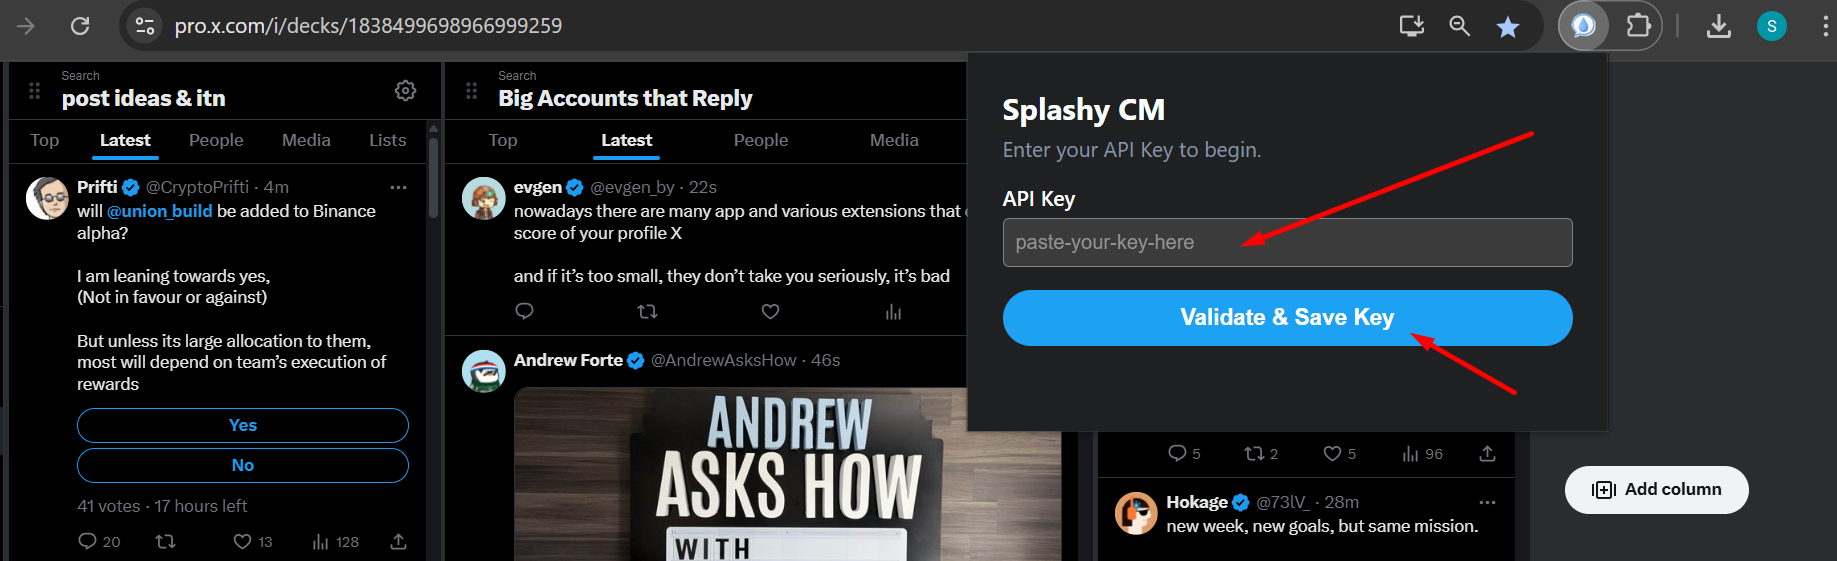 pro.x.com/i/decks/1838499698966999259
S
Search
post ideas & itn
Top
Latest
People
Media
Lists
Prifti @CryptoPrifti · 4m
will @union_build be added to Binance
alpha?
I am leaning towards yes,
(Not in favour or against)
But unless its large allocation to them,
most will depend on team's execution of
rewards
Yes
No
41 votes · 17 hours left
20
13
128
Search
Big Accounts that Reply
Top
Latest
People
Media
evgen @evgen_by · 22s
nowadays there are many app and various extensions that
score of your profile X
and if it's too small, they don't take you seriously, it's bad
Andrew Forte @AndrewAsksHow · 46s
ANDREW
ASKS HOW
WITH
Splashy CM
Enter your API Key to begin.
API Key
paste-your-key-here
Validate & Save Key
5
2
5
96
Hokage @73lV_ · 28m
new week, new goals, but same mission.
Add column